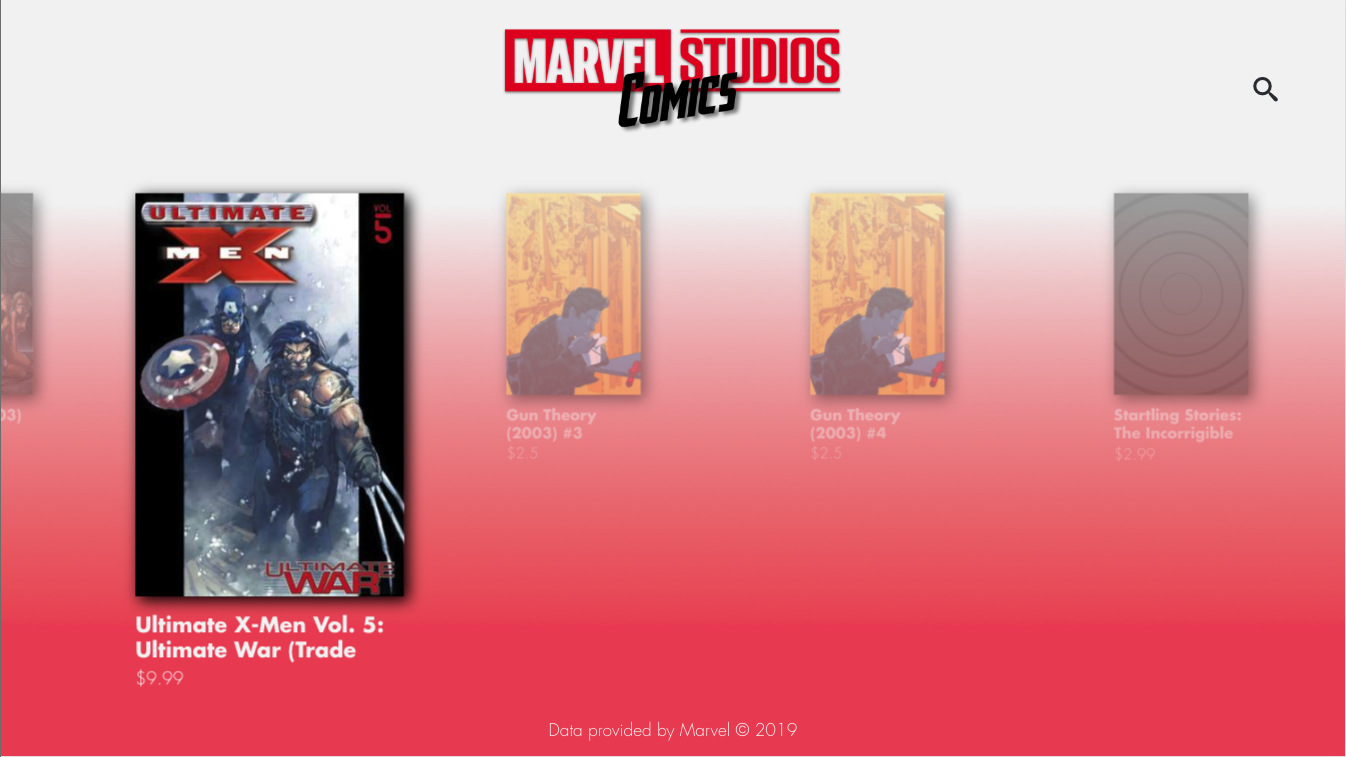 MARVEL STUDIOS
COMICS
ULTIMATE
X
MEN
VOL
5
ULTIMATE
WAR
03)
Ultimate X-Men Vol. 5:
Ultimate War (Trade
$9.99
Gun Theory
(2003) #3
$2.5
Gun Theory
(2003) #4
$2.5
Startling Stories:
The Incorrigible
$2.99
Data provided by Marvel © 2019